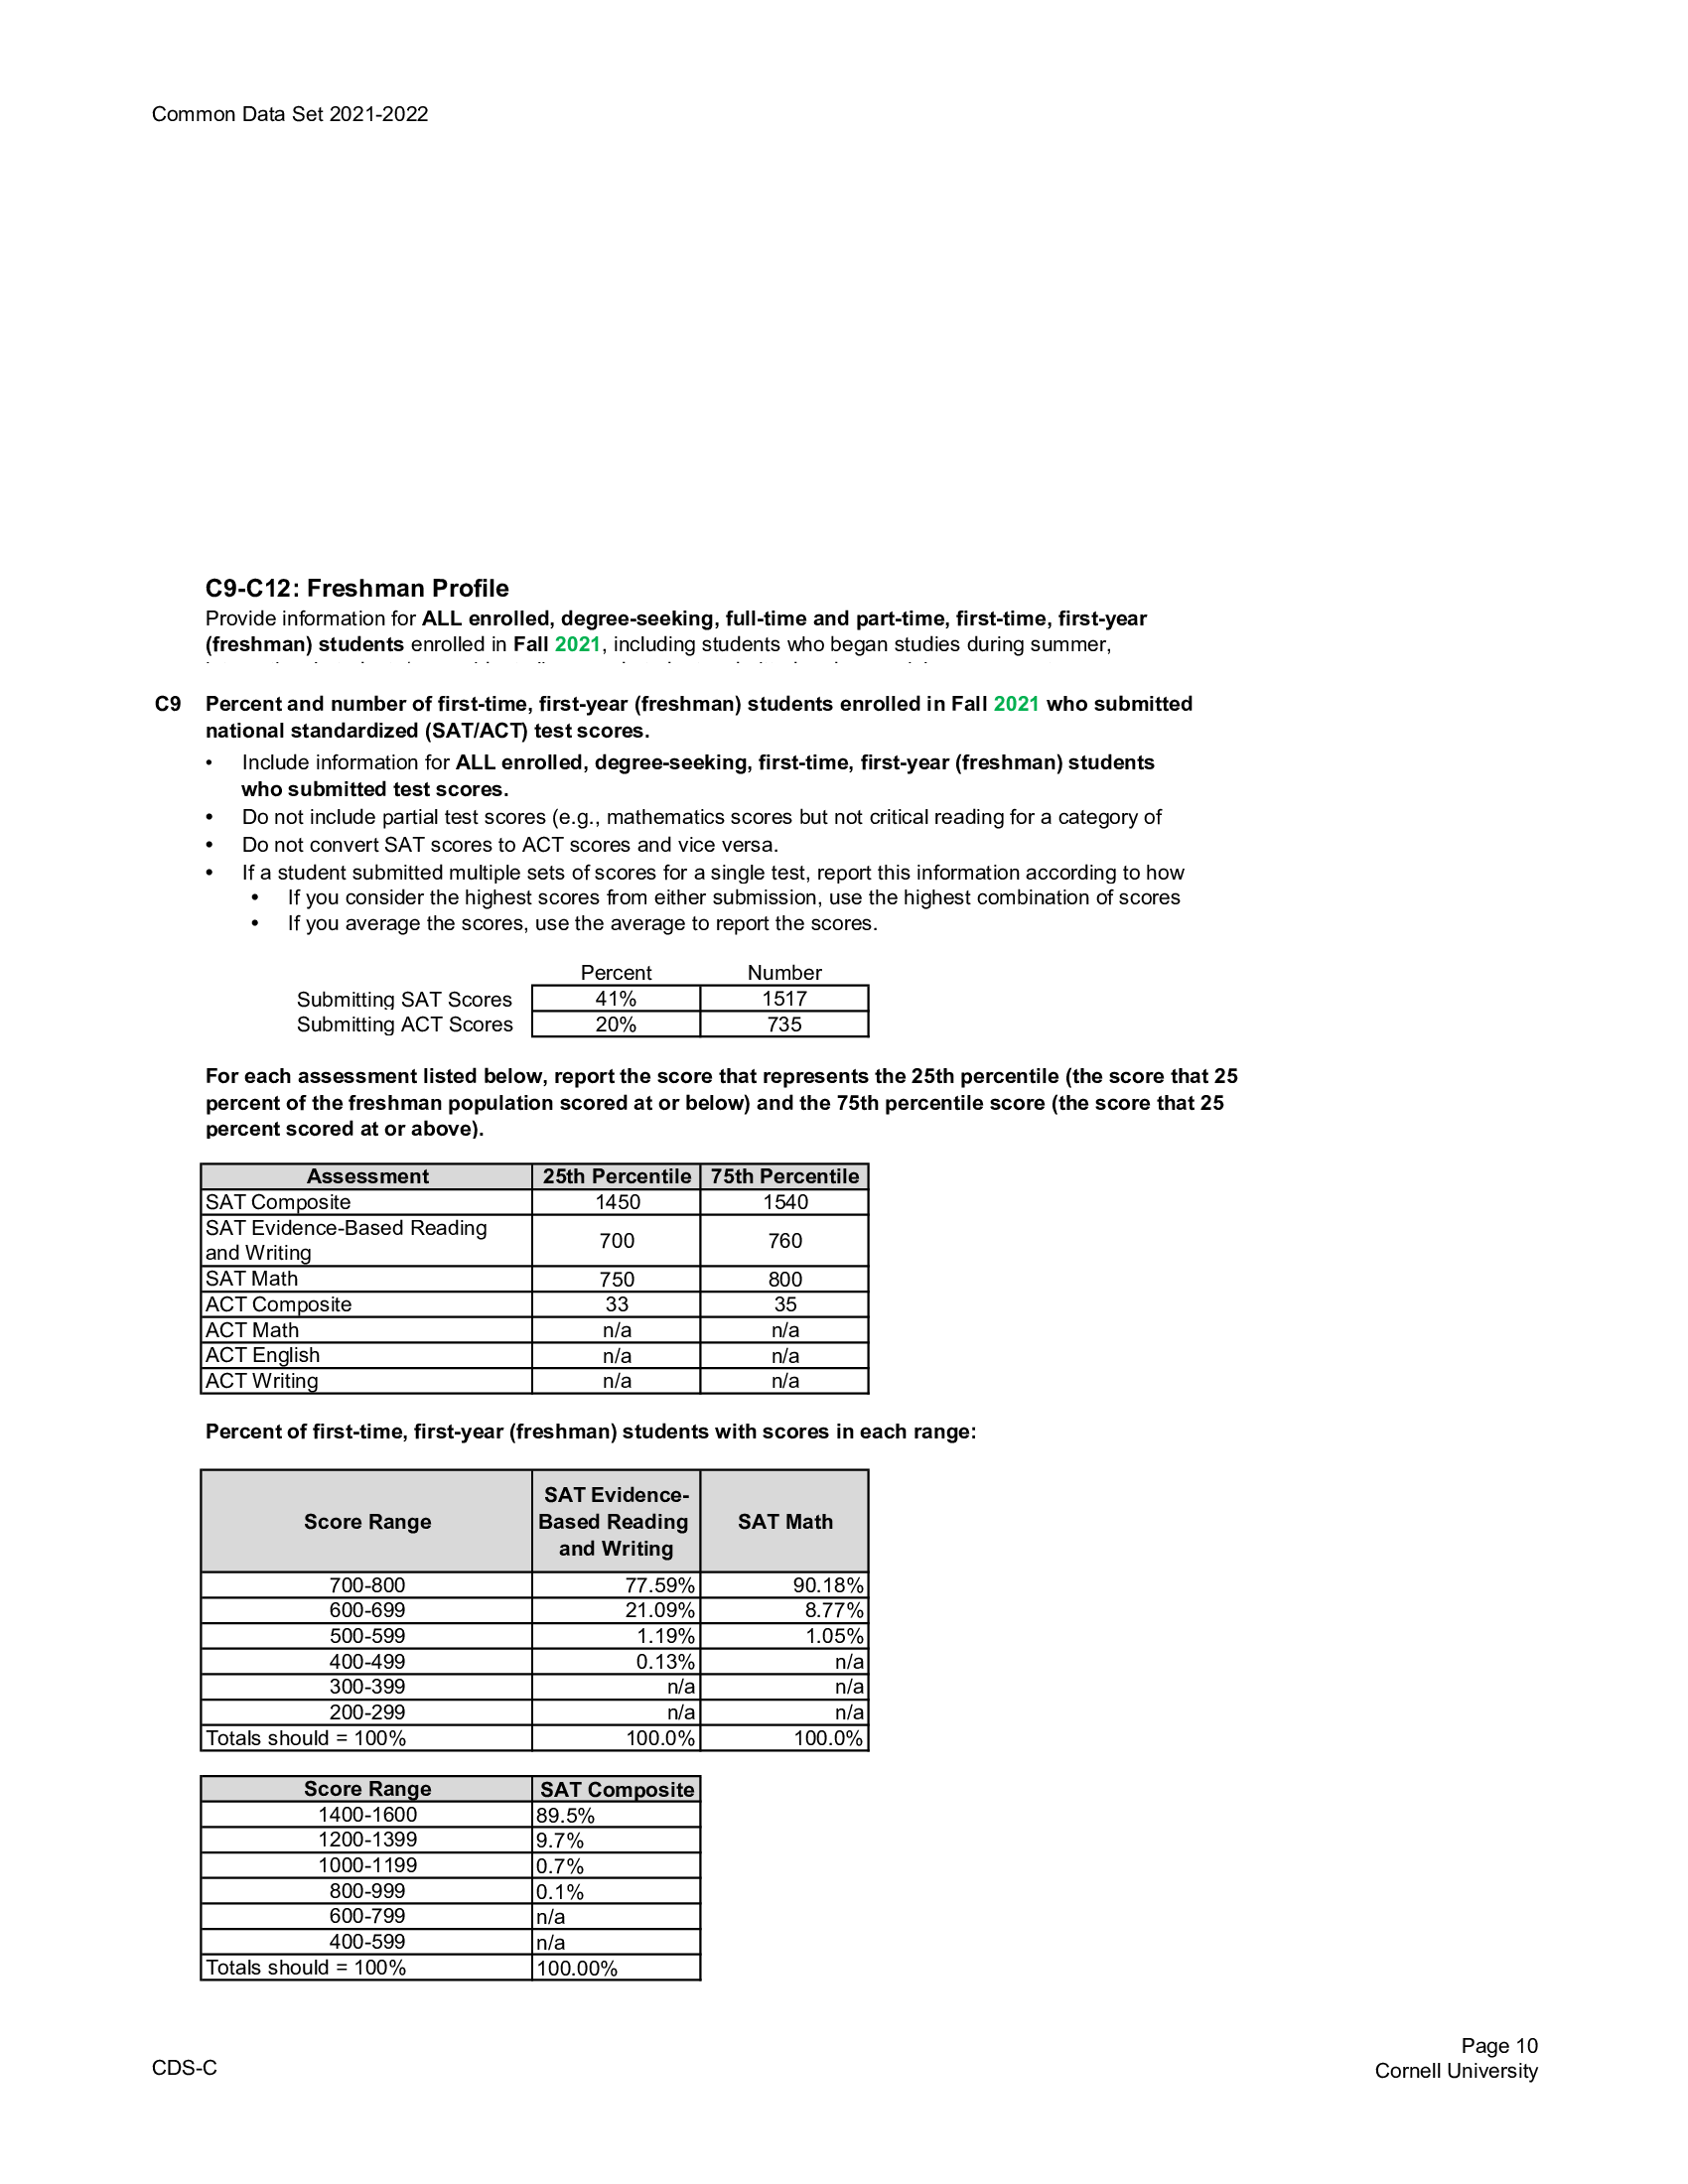 Common Data Set 2021-2022
C9-C12: Freshman Profile
Provide information for ALL enrolled, degree-seeking, full-time and part-time, first-time, first-year
(freshman) students enrolled in Fall 2021, including students who began studies during summer,
C9 Percent and number of first-time, first-year (freshman) students enrolled in Fall 2021 who submitted
national standardized (SAT/ACT) test scores.
• Include information for ALL enrolled, degree-seeking, first-time, first-year (freshman) students
who submitted test scores.
• Do not include partial test scores (e.g., mathematics scores but not critical reading for a category of
• Do not convert SAT scores to ACT scores and vice versa.
• If a student submitted multiple sets of scores for a single test, report this information according to how
• If you consider the highest scores from either submission, use the highest combination of scores
• If you average the scores, use the average to report the scores.
Percent Number
Submitting SAT Scores 41% 1517
Submitting ACT Scores 20% 735
For each assessment listed below, report the score that represents the 25th percentile (the score that 25
percent of the freshman population scored at or below) and the 75th percentile score (the score that 25
percent scored at or above).
Assessment 25th Percentile 75th Percentile
SAT Composite 1450 1540
SAT Evidence-Based Reading
and Writing 700 760
SAT Math 750 800
ACT Composite 33 35
ACT Math n/a n/a
ACT English n/a n/a
ACT Writing n/a n/a
Percent of first-time, first-year (freshman) students with scores in each range:
Score Range SAT Evidence-
Based Reading
and Writing SAT Math
700-800 77.59% 90.18%
600-699 21.09% 8.77%
500-599 1.19% 1.05%
400-499 0.13% n/a
300-399 n/a n/a
200-299 n/a n/a
Totals should = 100% 100.0% 100.0%
Score Range SAT Composite
1400-1600 89.5%
1200-1399 9.7%
1000-1199 0.7%
800-999 0.1%
600-799 n/a
400-599 n/a
Totals should = 100% 100.00%
CDS-C
Page 10
Cornell University